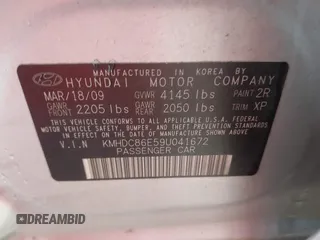 MANUFACTURED IN KOREA BY
HYUNDAI MOTOR COMPANY
MAR/18/09 GVWR 4145 lbs PAINT 2R
GAWR FRONT 2205 lbs GAWR REAR 2050 lbs TRIM XP
THIS VEHICLE CONFORMS TO ALL APPLICABLE
U.S.A. FEDERAL MOTOR VEHICLE SAFETY,
BUMPER, AND THEFT PREVENTION STANDARDS
IN EFFECT ON THE DATE OF MANUFACTURE
SHOWN ABOVE.
V.I.N KMHDC86E59U041672
PASSENGER CAR
DREAMBID